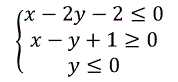 x − 2y − 2 ≤ 0
x − y + 1 ≥ 0
y ≤ 0